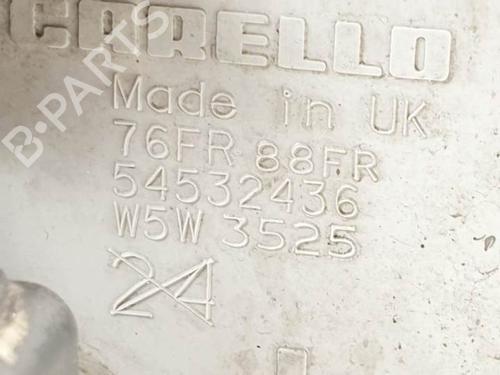 CARELLO
B-PARTS
Made in UK
76FR 88FR
54532436
W5W 3525
24